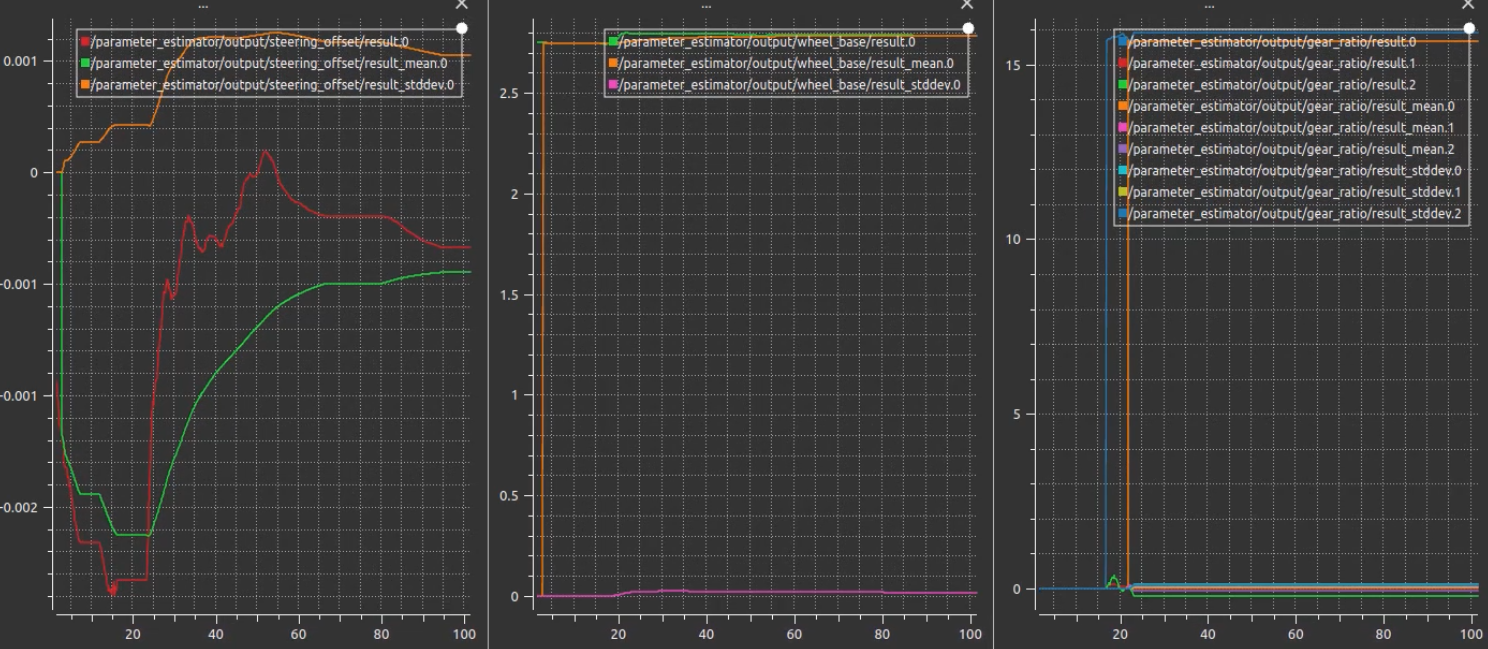 ...
/parameter_estimator/output/steering_offset/result.0
/parameter_estimator/output/steering_offset/result_mean.0
/parameter_estimator/output/steering_offset/result_stddev.0
0.001
0
-0.001
-0.001
-0.002
20 40 60 80 100
...
/parameter_estimator/output/wheel_base/result.0
/parameter_estimator/output/wheel_base/result_mean.0
/parameter_estimator/output/wheel_base/result_stddev.0
2.5
2
1.5
1
0.5
0
20 40 60 80 100
...
/parameter_estimator/output/gear_ratio/result.0
/parameter_estimator/output/gear_ratio/result.1
/parameter_estimator/output/gear_ratio/result.2
/parameter_estimator/output/gear_ratio/result_mean.0
/parameter_estimator/output/gear_ratio/result_mean.1
/parameter_estimator/output/gear_ratio/result_mean.2
/parameter_estimator/output/gear_ratio/result_stddev.0
/parameter_estimator/output/gear_ratio/result_stddev.1
/parameter_estimator/output/gear_ratio/result_stddev.2
15
10
5
0
20 40 60 80 100